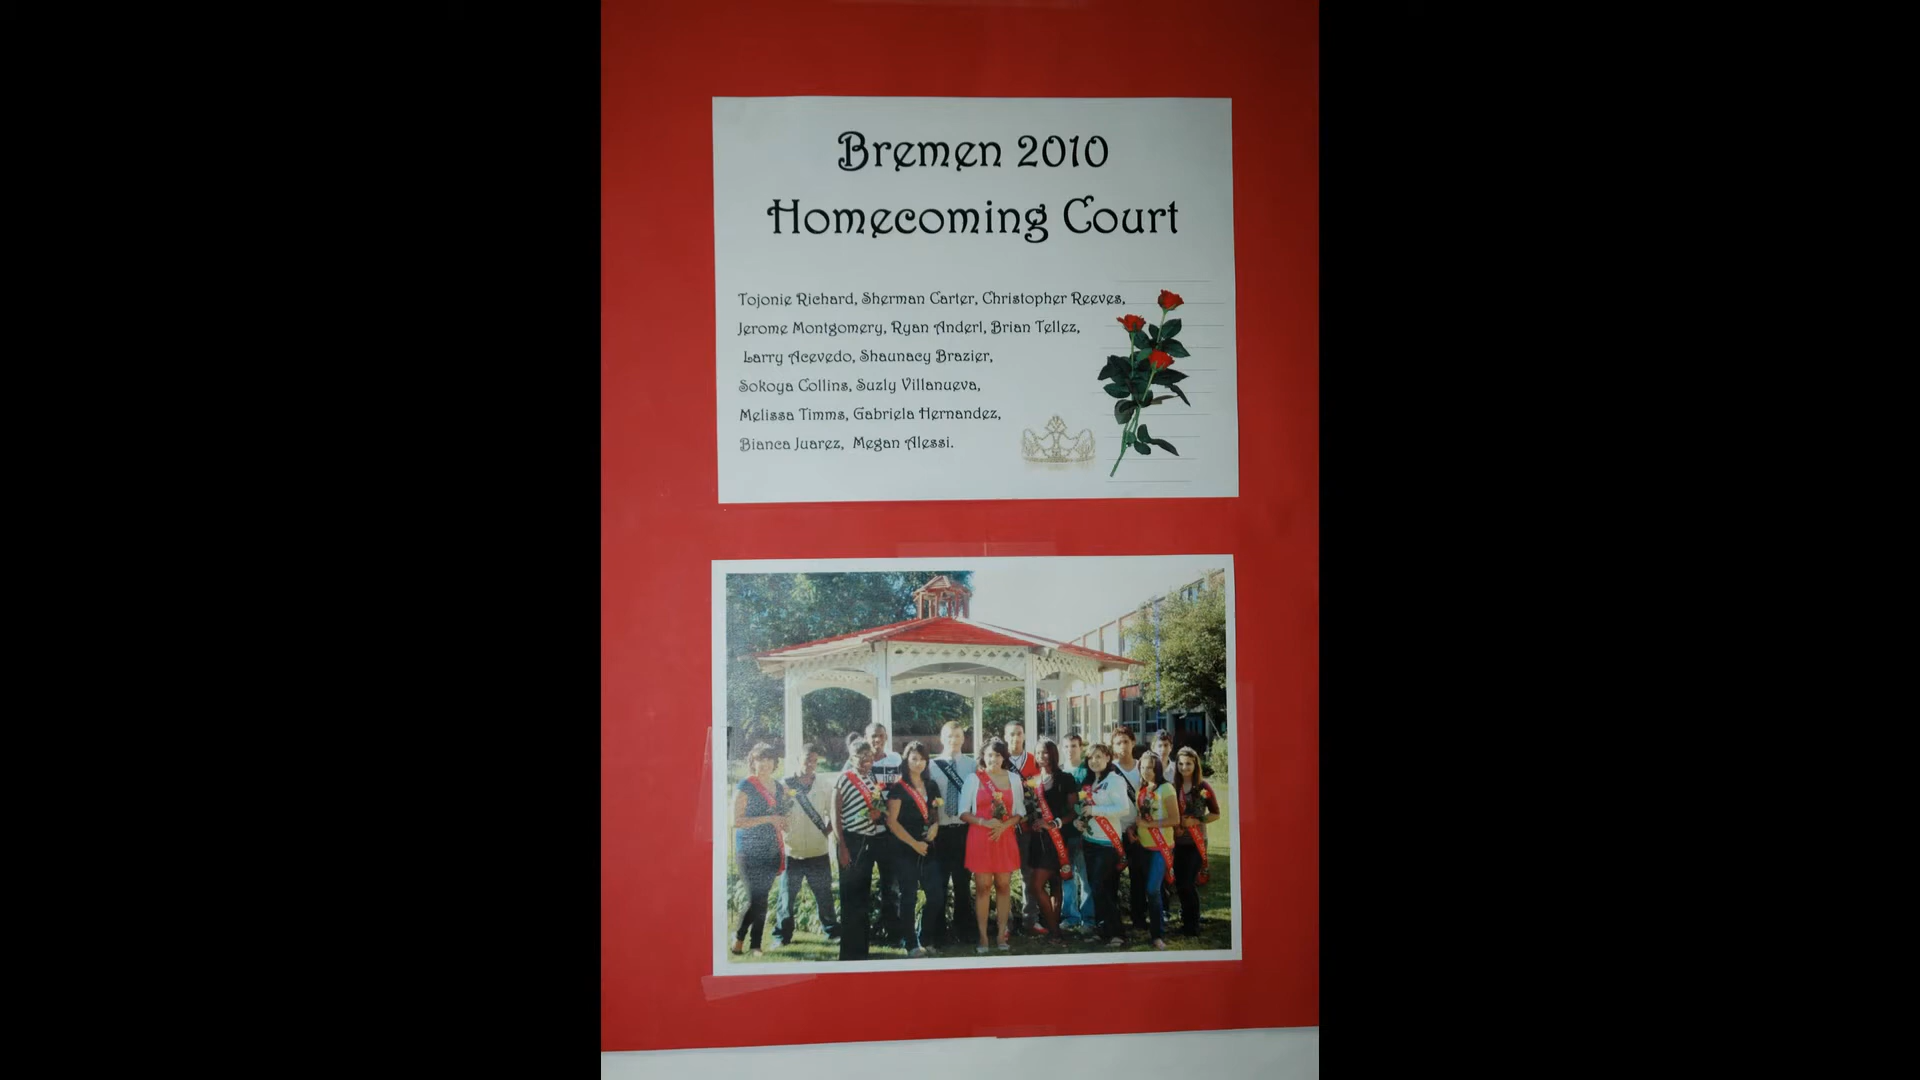 Bremen 2010
Homecoming Court
Tojonie Richard, Sherman Carter, Christopher Reeves,
Jerome Montgomery, Ryan Anderl, Brian Tellez,
Larry Acevedo, Shaunacy Brazier,
Sokoya Collins, Suzly Villanueva,
Melissa Timms, Gabriela Hernandez,
Bianca Juarez, Megan Alessi.